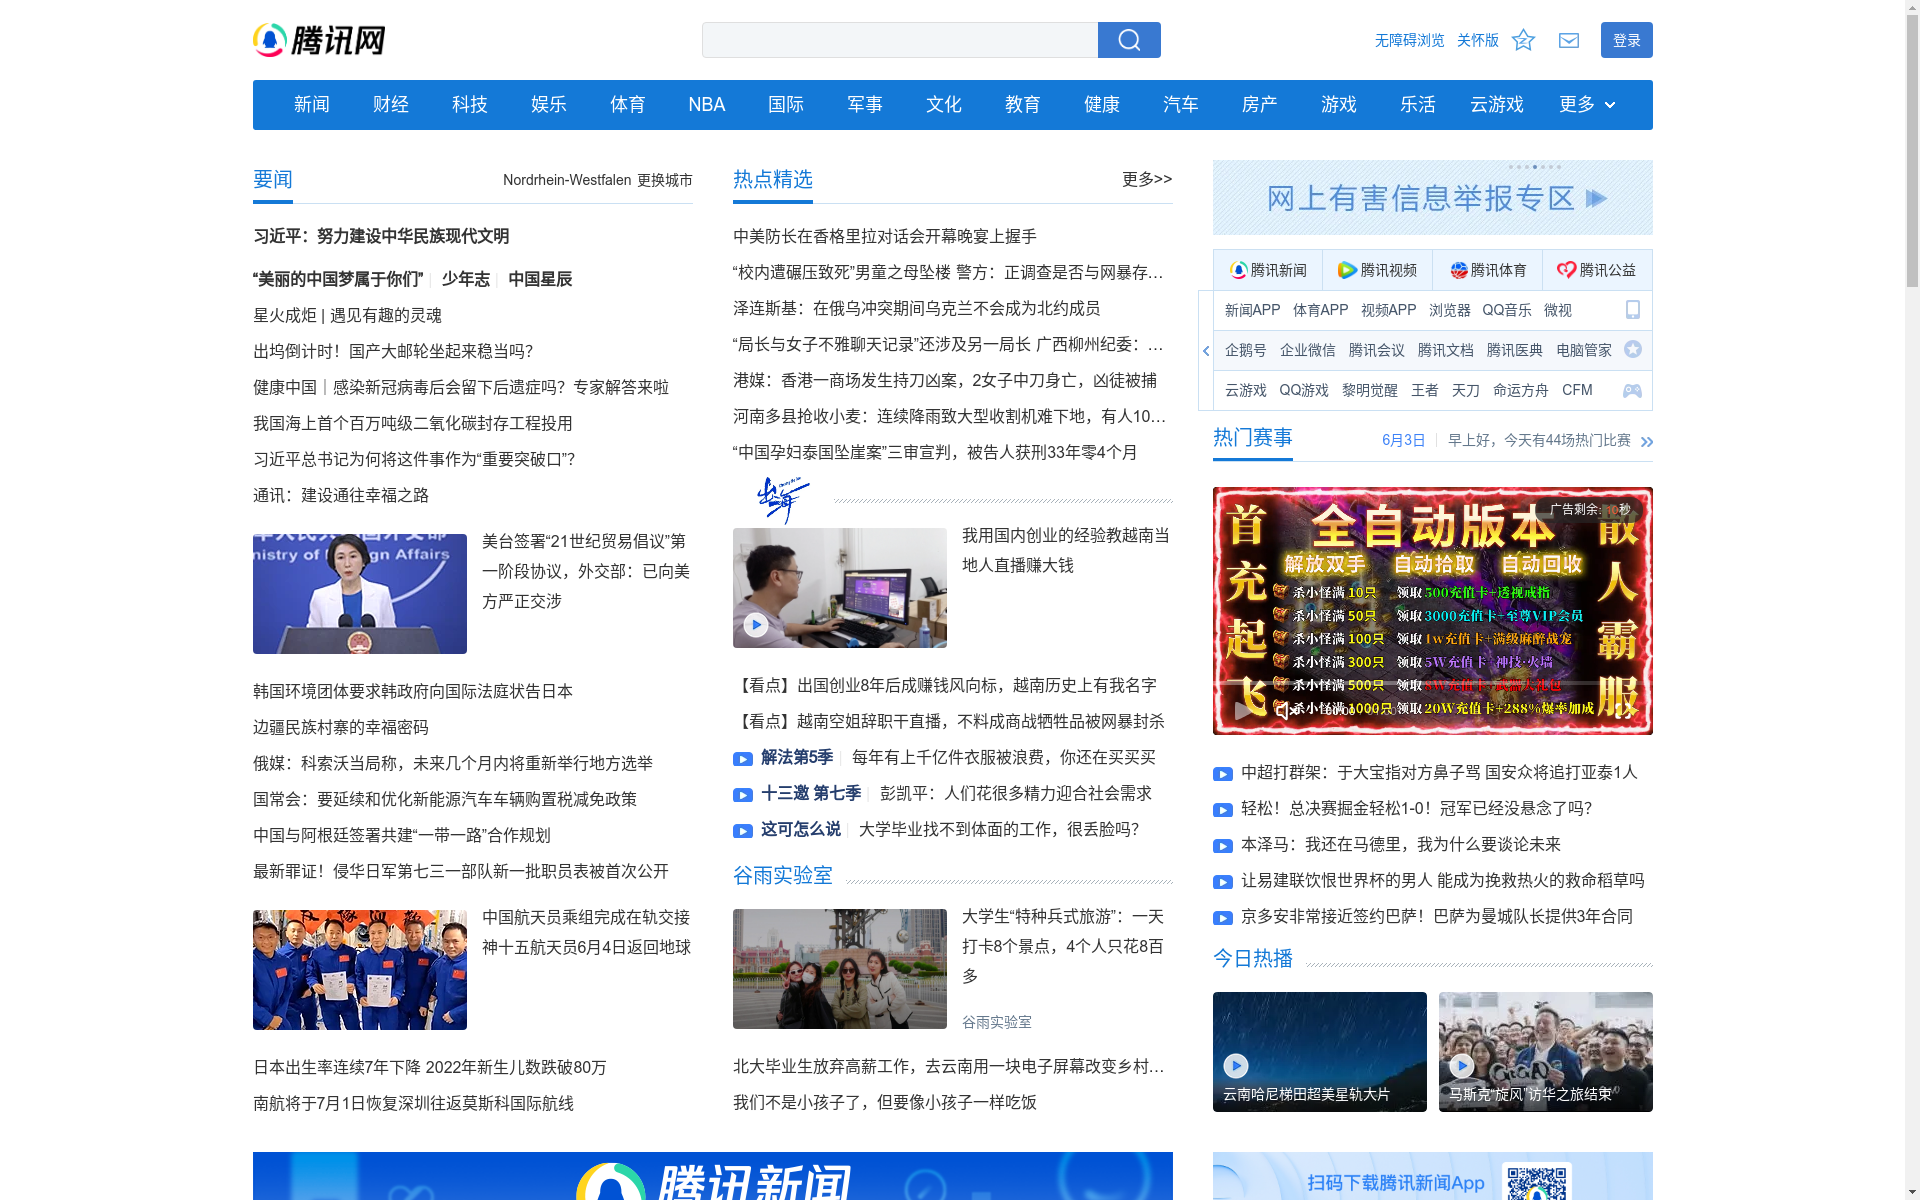 腾讯网
无障碍浏览 关怀版 登录
新闻 财经 科技 娱乐 体育 NBA 国际 军事 文化 教育 健康 汽车 房产 游戏 乐活 云游戏 更多
要闻 Nordrhein-Westfalen 更换城市
习近平：努力建设中华民族现代文明
“美丽的中国梦属于你们” 少年志 中国星辰
星火成炬 | 遇见有趣的灵魂
出坞倒计时！国产大邮轮坐起来稳当吗？
健康中国｜感染新冠病毒后会留下后遗症吗？专家解答来啦
我国海上首个百万吨级二氧化碳封存工程投用
习近平总书记为何将这件事作为“重要突破口”？
通讯：建设通往幸福之路
nistry of Foreign Affairs
美台签署“21世纪贸易倡议”第
一阶段协议，外交部：已向美
方严正交涉
韩国环境团体要求韩政府向国际法庭状告日本
边疆民族村寨的幸福密码
俄媒：科索沃当局称，未来几个月内将重新举行地方选举
国常会：要延续和优化新能源汽车车辆购置税减免政策
中国与阿根廷签署共建“一带一路”合作规划
最新罪证！侵华日军第七三一部队新一批职员表被首次公开
中国航天员乘组完成在轨交接
神十五航天员6月4日返回地球
日本出生率连续7年下降 2022年新生儿数跌破80万
南航将于7月1日恢复深圳往返莫斯科国际航线
热点精选 更多>>
中美防长在香格里拉对话会开幕晚宴上握手
“校内遭碾压致死”男童之母坠楼 警方：正调查是否与网暴存…
泽连斯基：在俄乌冲突期间乌克兰不会成为北约成员
“局长与女子不雅聊天记录”还涉及另一局长 广西柳州纪委：…
港媒：香港一商场发生持刀凶案，2女子中刀身亡，凶徒被捕
河南多县抢收小麦：连续降雨致大型收割机难下地，有人10…
“中国孕妇泰国坠崖案”三审宣判，被告人获刑33年零4个月
出海
我用国内创业的经验教越南当
地人直播赚大钱
【看点】出国创业8年后成赚钱风向标，越南历史上有我名字
【看点】越南空姐辞职干直播，不料成商战牺牲品被网暴封杀
解法第5季 每年有上千亿件衣服被浪费，你还在买买买
十三邀 第七季 彭凯平：人们花很多精力迎合社会需求
这可怎么说 大学毕业找不到体面的工作，很丢脸吗？
谷雨实验室
大学生“特种兵式旅游”：一天
打卡8个景点，4个人只花8百
多
谷雨实验室
北大毕业生放弃高薪工作，去云南用一块电子屏幕改变乡村…
我们不是小孩子了，但要像小孩子一样吃饭
网上有害信息举报专区
腾讯新闻 腾讯视频 腾讯体育 腾讯公益
新闻APP 体育APP 视频APP 浏览器 QQ音乐 微视
企鹅号 企业微信 腾讯会议 腾讯文档 腾讯医典 电脑管家
云游戏 QQ游戏 黎明觉醒 王者 天刀 命运方舟 CFM
热门赛事 6月3日 早上好，今天有44场热门比赛
广告剩余：10秒
首充起飞
全自动版本
解放双手 自动拾取 自动回收
杀小怪满10只 领取500充值卡+透视戒指
杀小怪满50只 领取3000充值卡+至尊VIP会员
杀小怪满100只 领取1w充值卡+满级麻醉战宠
杀小怪满300只 领取5W充值卡+神技·火墙
杀小怪满500只
杀小怪满1000只 领取20W充值卡+288%爆率加成
散人霸服
中超打群架：于大宝指对方鼻子骂 国安众将追打亚泰1人
轻松！总决赛掘金轻松1-0！冠军已经没悬念了吗？
本泽马：我还在马德里，我为什么要谈论未来
让易建联饮恨世界杯的男人 能成为挽救热火的救命稻草吗
京多安非常接近签约巴萨！巴萨为曼城队长提供3年合同
今日热播
云南哈尼梯田超美星轨大片
马斯克“旋风”访华之旅结束
腾讯新闻
扫码下载腾讯新闻App